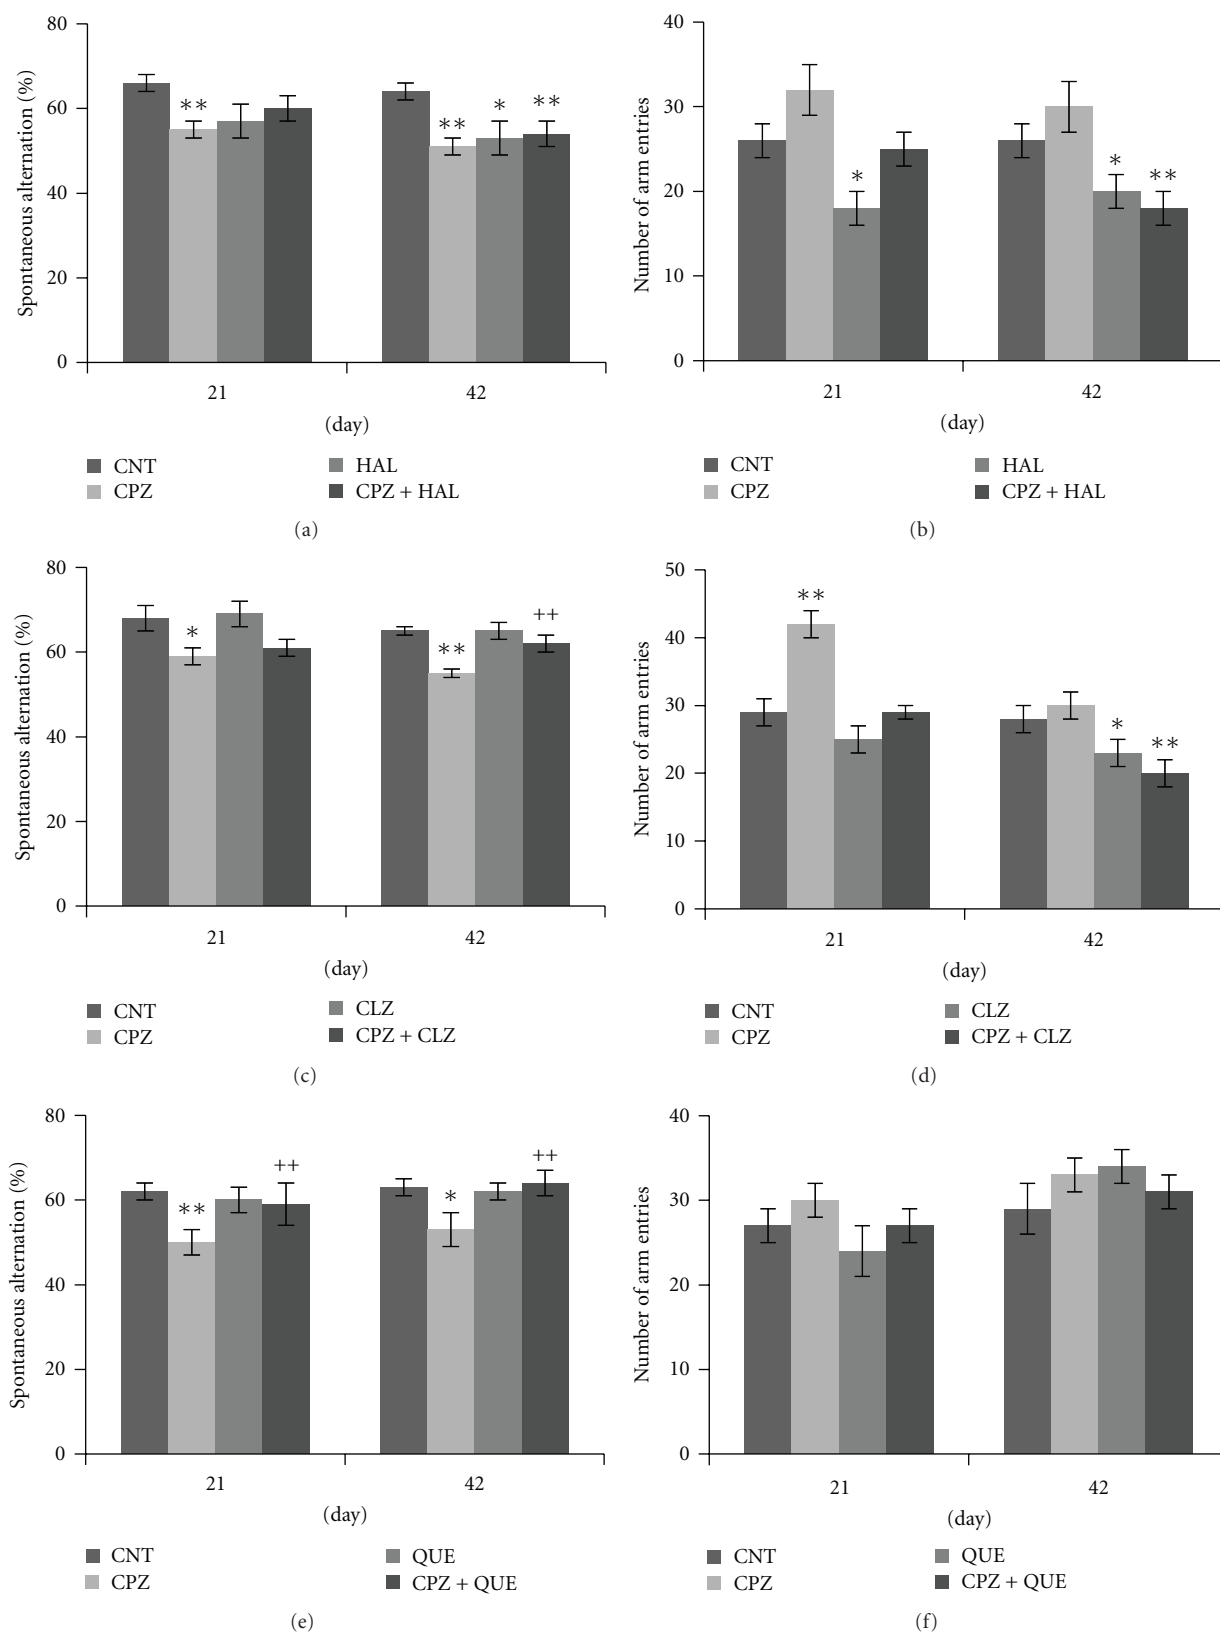 Spontaneous alternation (%)
80
60
40
20
0
** * **
**
21 42
(day)
CNT HAL
CPZ CPZ + HAL
(a)
Number of arm entries
40
30
20
10
0
* * **
21 42
(day)
CNT HAL
CPZ CPZ + HAL
(b)
Spontaneous alternation (%)
80
60
40
20
0
* ** ++
21 42
(day)
CNT CLZ
CPZ CPZ + CLZ
(c)
Number of arm entries
50
40
30
20
10
0
** * **
21 42
(day)
CNT CLZ
CPZ CPZ + CLZ
(d)
Spontaneous alternation (%)
80
60
40
20
0
** ++ * ++
21 42
(day)
CNT QUE
CPZ CPZ + QUE
(e)
Number of arm entries
40
30
20
10
0
21 42
(day)
CNT QUE
CPZ CPZ + QUE
(f)